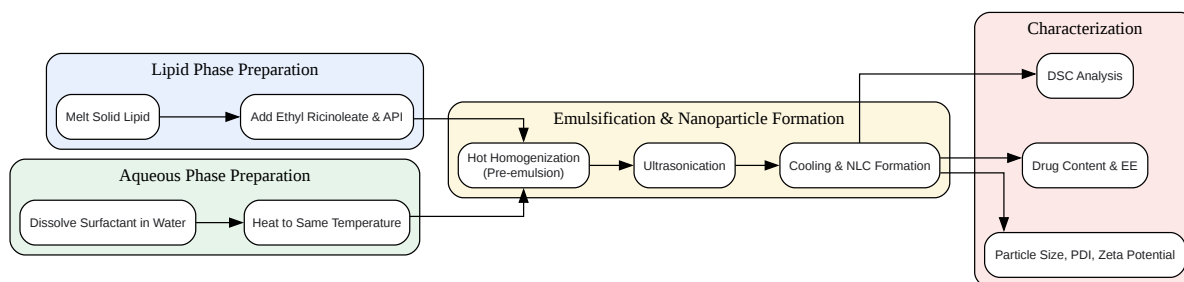 Lipid Phase Preparation
Melt Solid Lipid
Add Ethyl Ricinoleate & API
Aqueous Phase Preparation
Dissolve Surfactant in Water
Heat to Same Temperature
Emulsification & Nanoparticle Formation
Hot Homogenization
(Pre-emulsion)
Ultrasonication
Cooling & NLC Formation
Characterization
DSC Analysis
Drug Content & EE
Particle Size, PDI, Zeta Potential